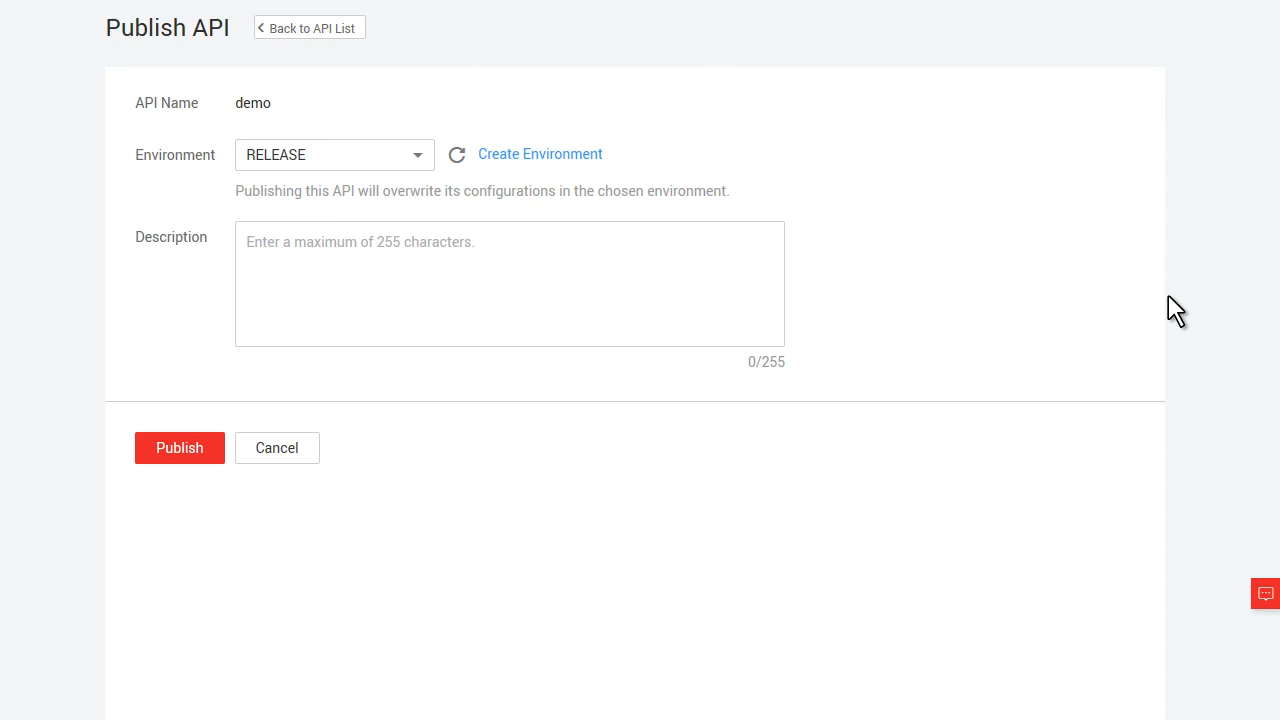 Publish API
Back to API List
API Name demo
Environment RELEASE Create Environment
Publishing this API will overwrite its configurations in the chosen environment.
Description Enter a maximum of 255 characters.
0/255
Publish Cancel